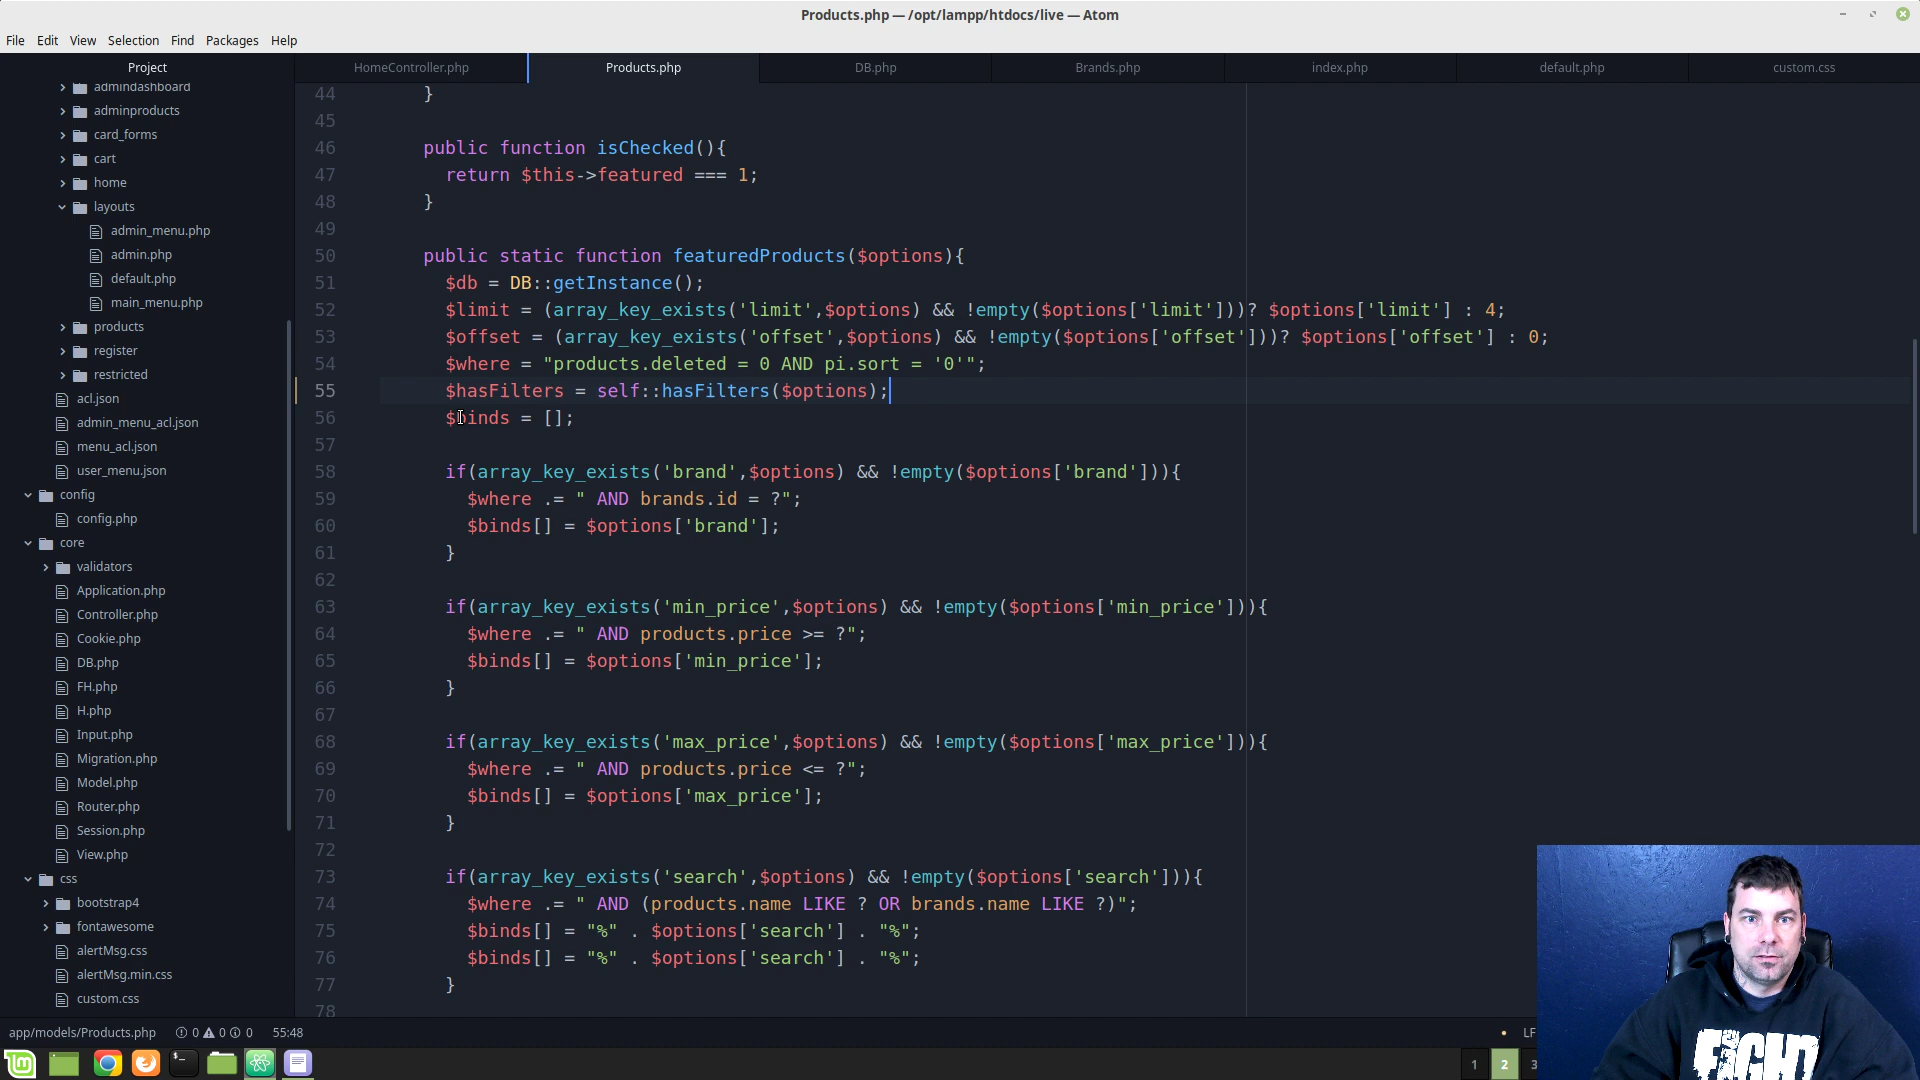 Products.php — /opt/lampp/htdocs/live — Atom
File Edit View Selection Find Packages Help
Project
HomeController.php Products.php DB.php Brands.php index.php default.php custom.css
admindashboard
adminproducts
card_forms
cart
home
layouts
admin_menu.php
admin.php
default.php
main_menu.php
products
register
restricted
acl.json
admin_menu_acl.json
menu_acl.json
user_menu.json
config
config.php
core
validators
Application.php
Controller.php
Cookie.php
DB.php
FH.php
H.php
Input.php
Migration.php
Model.php
Router.php
Session.php
View.php
css
bootstrap4
fontawesome
alertMsg.css
alertMsg.min.css
custom.css
44 }
45
46 public function isChecked(){
47 return $this->featured === 1;
48 }
49
50 public static function featuredProducts($options){
51 $db = DB::getInstance();
52 $limit = (array_key_exists('limit',$options) && !empty($options['limit']))? $options['limit'] : 4;
53 $offset = (array_key_exists('offset',$options) && !empty($options['offset']))? $options['offset'] : 0;
54 $where = "products.deleted = 0 AND pi.sort = '0'";
55 $hasFilters = self::hasFilters($options);
56 $binds = [];
57
58 if(array_key_exists('brand',$options) && !empty($options['brand'])){
59 $where .= " AND brands.id = ?";
60 $binds[] = $options['brand'];
61 }
62
63 if(array_key_exists('min_price',$options) && !empty($options['min_price'])){
64 $where .= " AND products.price >= ?";
65 $binds[] = $options['min_price'];
66 }
67
68 if(array_key_exists('max_price',$options) && !empty($options['max_price'])){
69 $where .= " AND products.price <= ?";
70 $binds[] = $options['max_price'];
71 }
72
73 if(array_key_exists('search',$options) && !empty($options['search'])){
74 $where .= " AND (products.name LIKE ? OR brands.name LIKE ?)";
75 $binds[] = "%" . $options['search'] . "%";
76 $binds[] = "%" . $options['search'] . "%";
77 }
78
app/models/Products.php 0 0 0 55:48 LF
1 2 3
FIGHT